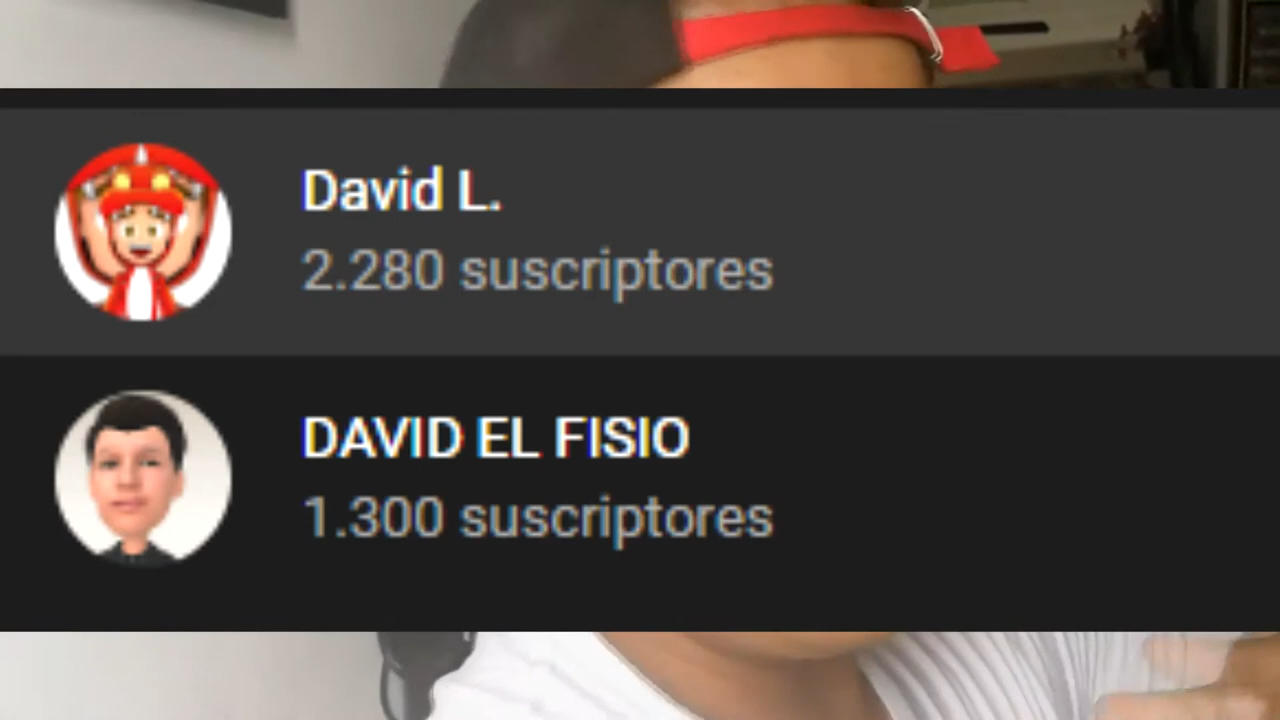 David L.
2.280 suscriptores
DAVID EL FISIO
1.300 suscriptores